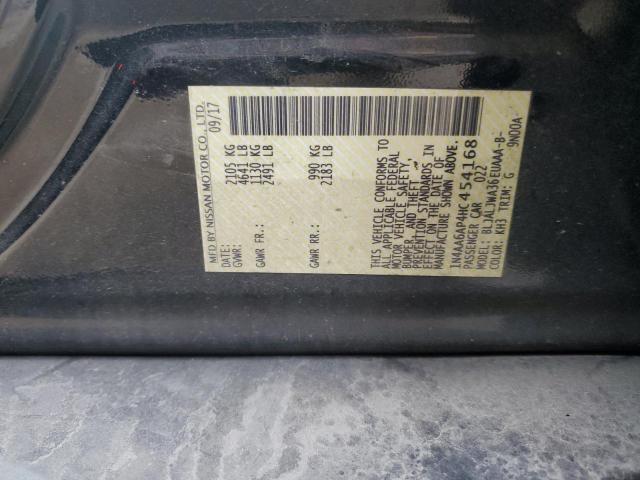 MFD BY NISSAN MOTOR CO., LTD.
09/17
2105 KG
GVWR: 4641 LB
1130 KG
GAWR FR: 2491 LB
990 KG
GAWR RR: 2183 LB
THIS VEHICLE CONFORMS TO
ALL APPLICABLE FEDERAL
MOTOR VEHICLE SAFETY,
BUMPER, AND THEFT
PREVENTION STANDARDS IN
EFFECT ON THE DATE OF
MANUFACTURE SHOWN ABOVE.
1N4AA6AP4HC454168
PASSENGER CAR 022
MODEL: BLJALJWA36EUAAA-B-
COLOR: KH3 TRIM: G 9N00A